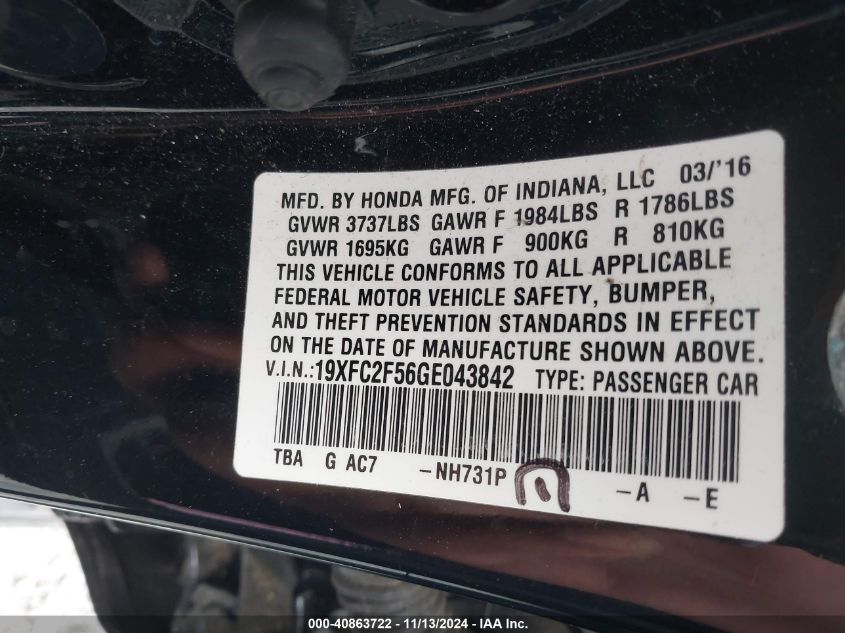 MFD. BY HONDA MFG. OF INDIANA, LLC 03/'16
GVWR 3737LBS GAWR F 1984LBS R 1786LBS
GVWR 1695KG GAWR F 900KG R 810KG
THIS VEHICLE CONFORMS TO ALL APPLICABLE
FEDERAL MOTOR VEHICLE SAFETY, BUMPER,
AND THEFT PREVENTION STANDARDS IN EFFECT
ON THE DATE OF MANUFACTURE SHOWN ABOVE.
V.I.N.:19XFC2F56GE043842 TYPE: PASSENGER CAR
TBA G AC7 -NH731P -A -E
000-40863722 - 11/13/2024 - IAA Inc.